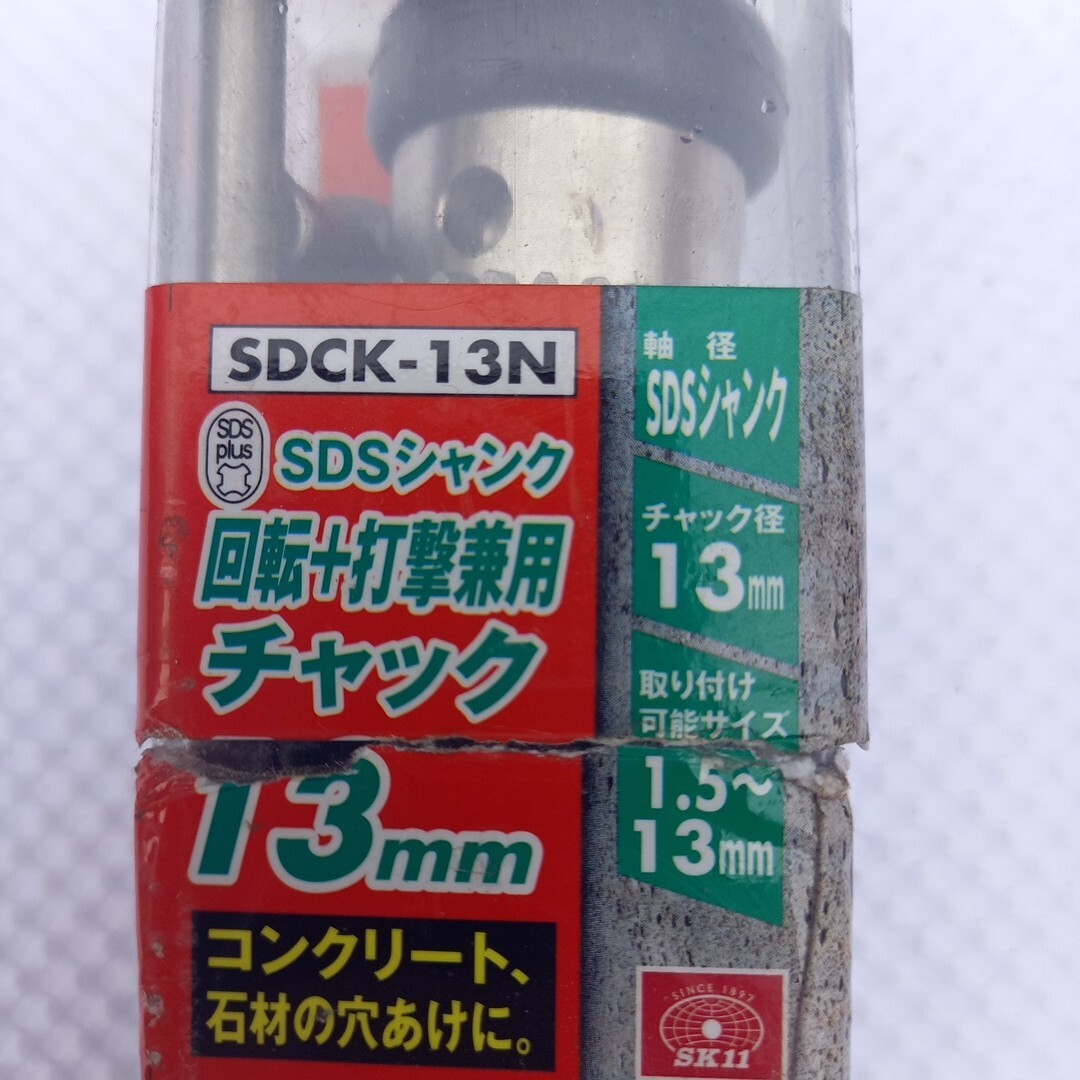 SDCK-13N
SDS
plus
SDSシャンク
回転+打撃兼用
チャック
13mm
コンクリート、
石材の穴あけに。
軸 径
SDSシャンク
チャック径
13mm
取り付け
可能サイズ
1.5～
13mm
SINCE 1897
SK11